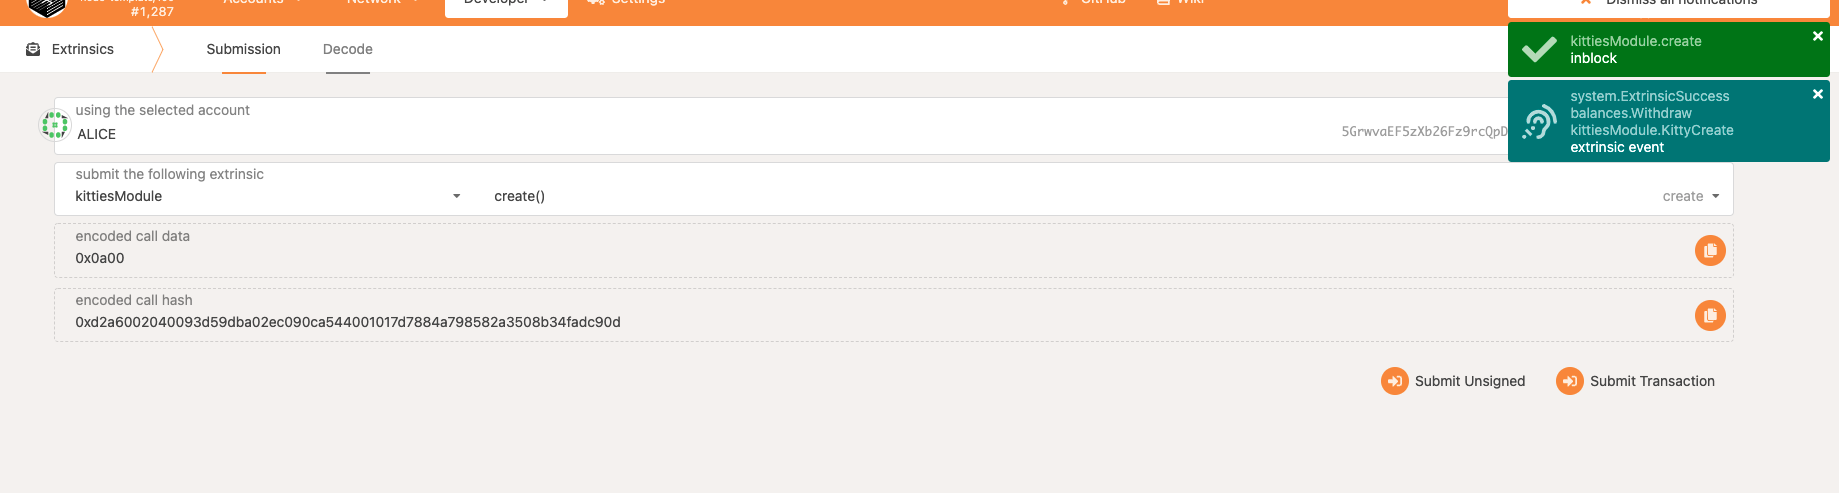 #1,287
Accounts
Network
Developer
Settings
GitHub
Wiki
Dismiss all notifications
Extrinsics
Submission
Decode
kittiesModule.create
inblock
system.ExtrinsicSuccess
balances.Withdraw
kittiesModule.KittyCreate
extrinsic event
using the selected account
ALICE
5GrwvaEF5zXb26Fz9rcQpD
submit the following extrinsic
kittiesModule
create()
create
encoded call data
0x0a00
encoded call hash
0xd2a6002040093d59dba02ec090ca544001017d7884a798582a3508b34fadc90d
Submit Unsigned
Submit Transaction